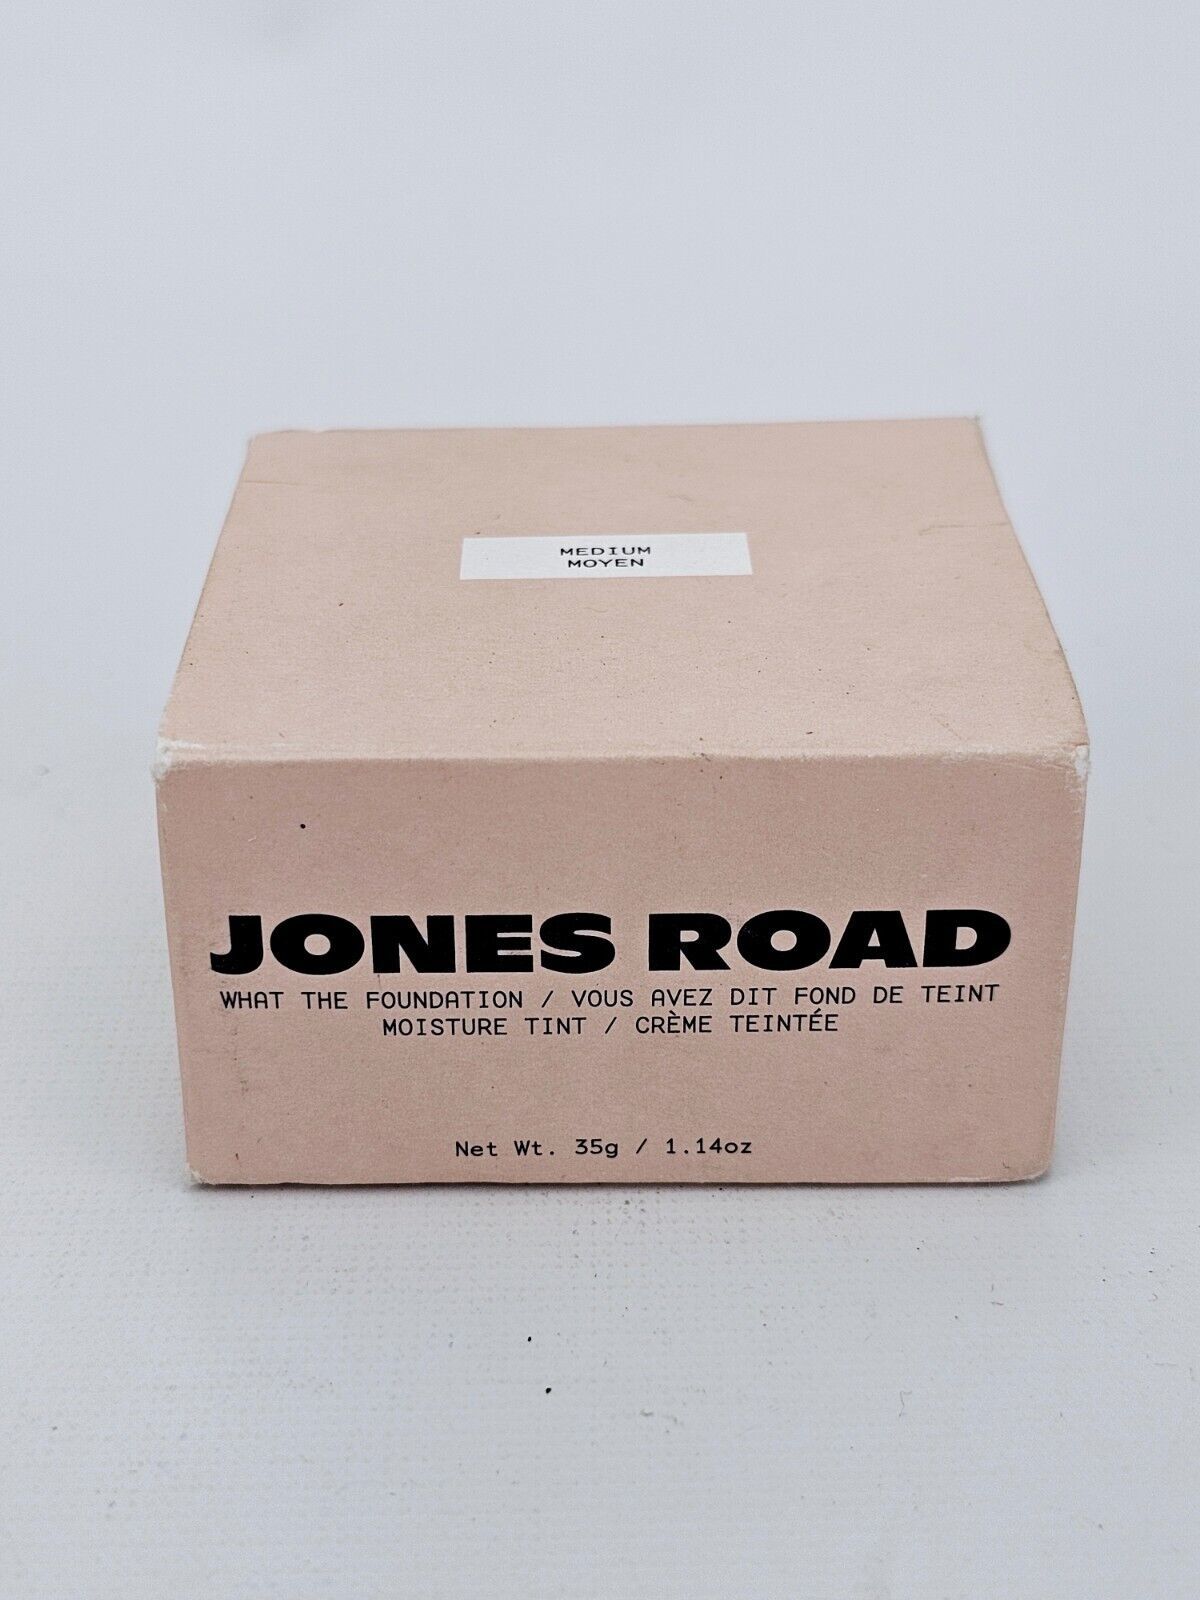 MEDIUM
MOYEN
JONES ROAD
WHAT THE FOUNDATION / VOUS AVEZ DIT FOND DE TEINT
MOISTURE TINT / CRÈME TEINTÉE
Net Wt. 35g / 1.14oz